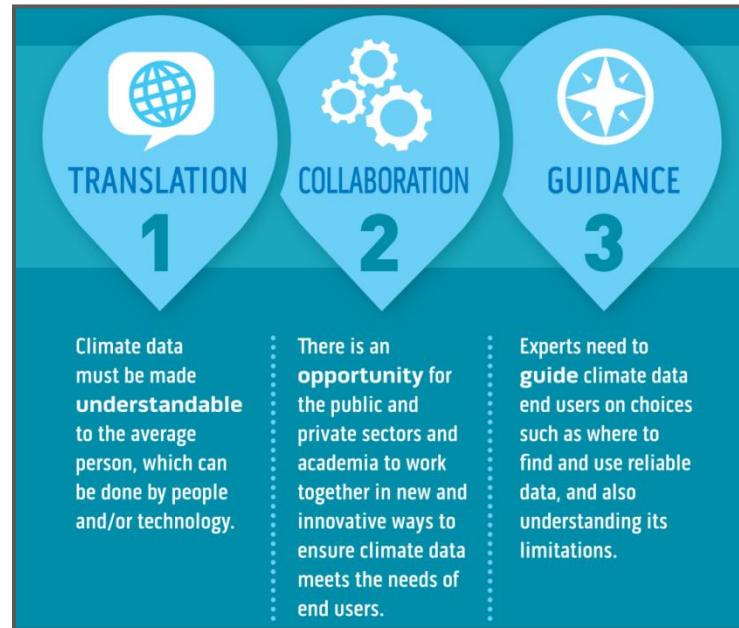 TRANSLATION
1
Climate data
must be made
understandable
to the average
person, which can
be done by people
and/or technology.
COLLABORATION
2
There is an
opportunity for
the public and
private sectors and
academia to work
together in new and
innovative ways to
ensure climate data
meets the needs of
end users.
GUIDANCE
3
Experts need to
guide climate data
end users on choices
such as where to
find and use reliable
data, and also
understanding its
limitations.